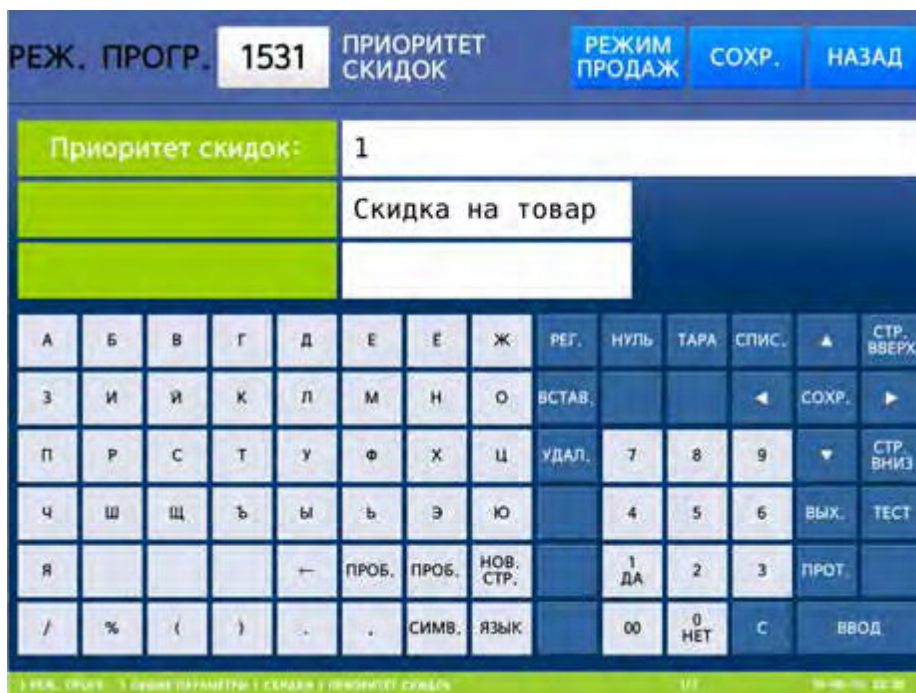 РЕЖ. ПРОГР. 1531 ПРИОРИТЕТ СКИДОК РЕЖИМ ПРОДАЖ СОХР. НАЗАД
Приоритет скидок: 1
Скидка на товар
А Б В Г Д Е Ё Ж РЕГ. НУЛЬ ТАРА СПИС. ▲ СТР. ВВЕРХ
З И Й К Л М Н О ВСТАВ. ◀ СОХР. ▶
П Р С Т У Ф Х Ц УДАЛ. 7 8 9 ▼ СТР. ВНИЗ
Ч Ш Щ Ъ Ы Ь Э Ю 4 5 6 ВЫХ. ТЕСТ
Я ← ПРОБ. ПРОБ. НОВ. СТР. 1 ДА 2 3 ПРОТ.
/ % ( ) . , СИМВ. ЯЗЫК 00 0 НЕТ С ВВОД